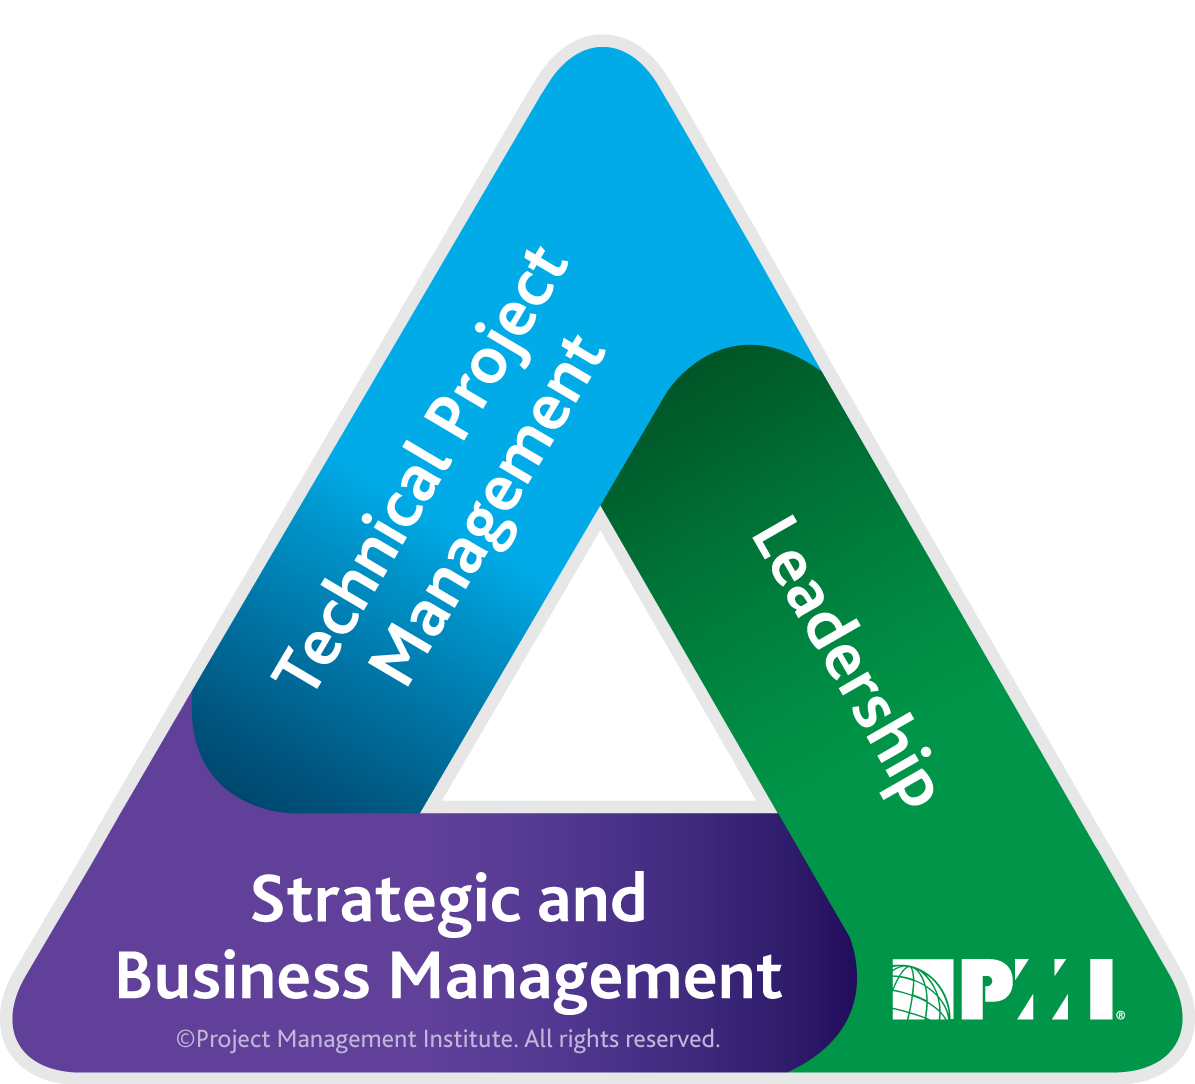 Technical Project
Management
Leadership
Strategic and
Business Management
©Project Management Institute. All rights reserved.
PMI®